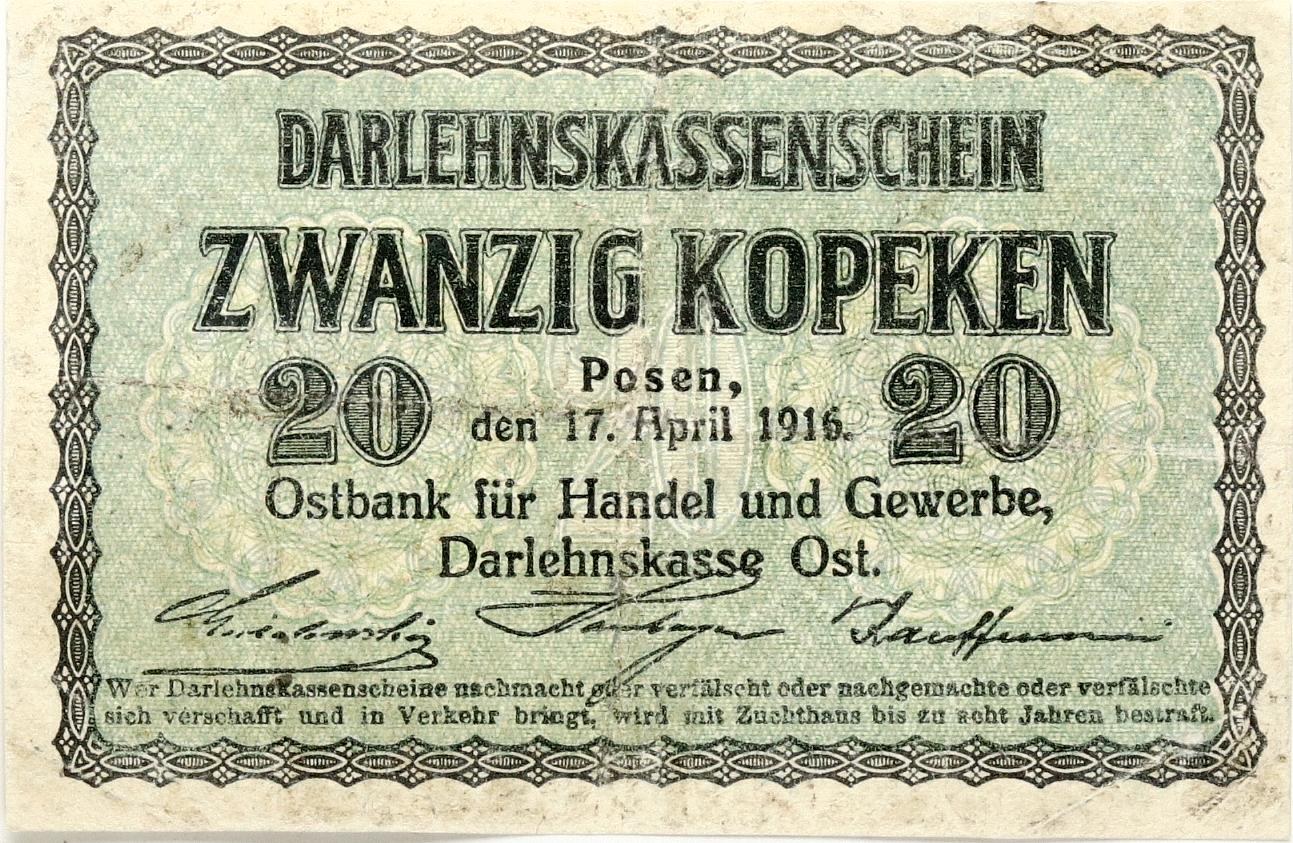 DARLEHNSKASSENSCHEIN
ZWANZIG KOPEKEN
20 Posen, 20
den 17. April 1916.
Ostbank für Handel und Gewerbe,
Darlehnskasse Ost.
Kauffmann
Wer Darlehnskassenscheine nachmacht oder verfälscht oder nachgemachte oder verfälschte
sich verschafft und in Verkehr bringt, wird mit Zuchthaus bis zu acht Jahren bestraft.